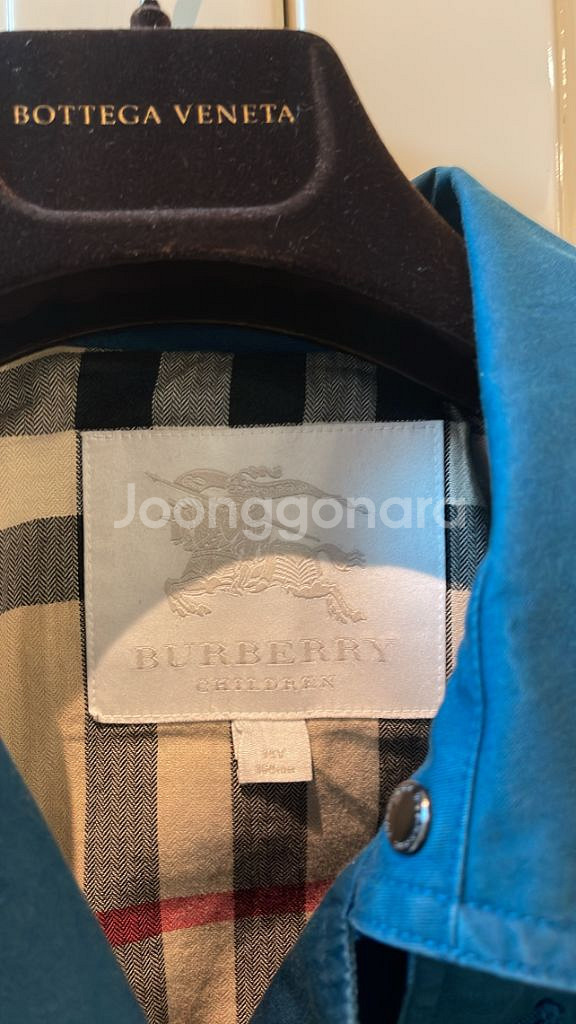 BOTTEGA VENETA
Joonggonara
BURBERRY
CHILDREN